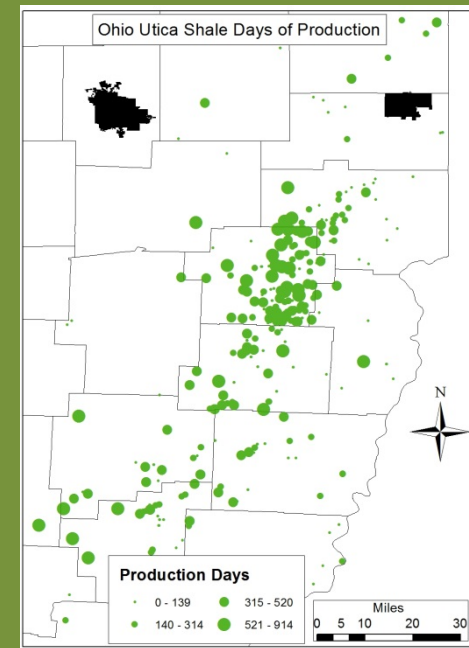 Ohio Utica Shale Days of Production
N
Production Days
0 - 139
315 - 520
140 - 314
521 - 914
Miles
0 5 10 20 30